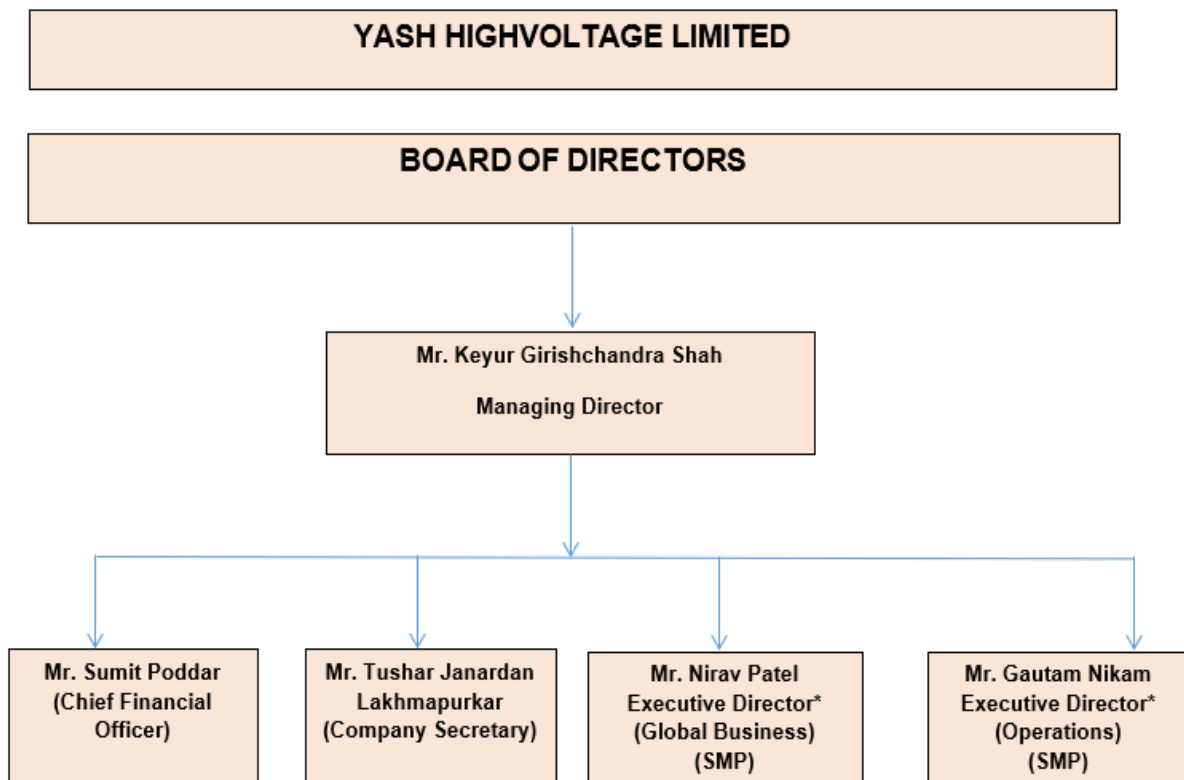 YASH HIGHVOLTAGE LIMITED
BOARD OF DIRECTORS
Mr. Keyur Girishchandra Shah
Managing Director
Mr. Sumit Poddar
(Chief Financial
Officer)
Mr. Tushar Janardan
Lakhmapurkar
(Company Secretary)
Mr. Nirav Patel
Executive Director*
(Global Business)
(SMP)
Mr. Gautam Nikam
Executive Director*
(Operations)
(SMP)